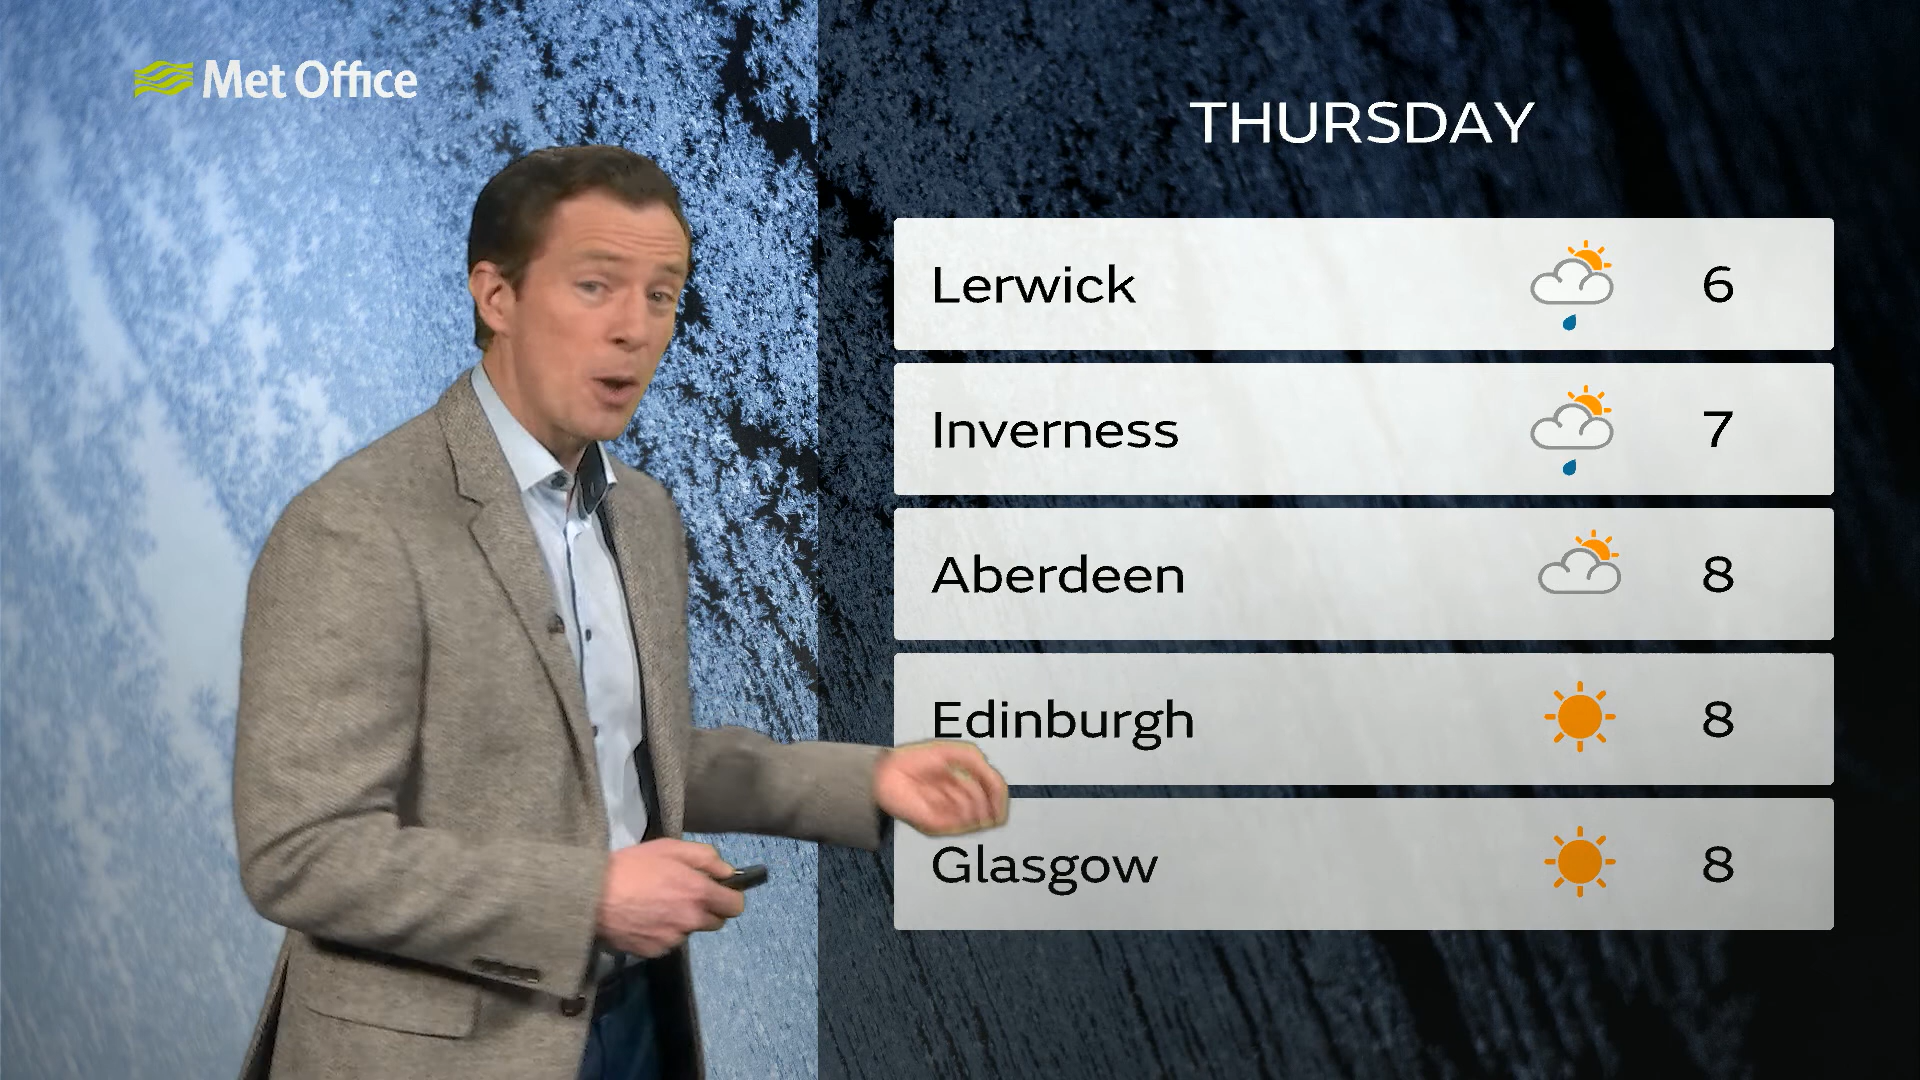 Met Office
THURSDAY
Lerwick 6
Inverness 7
Aberdeen 8
Edinburgh 8
Glasgow 8